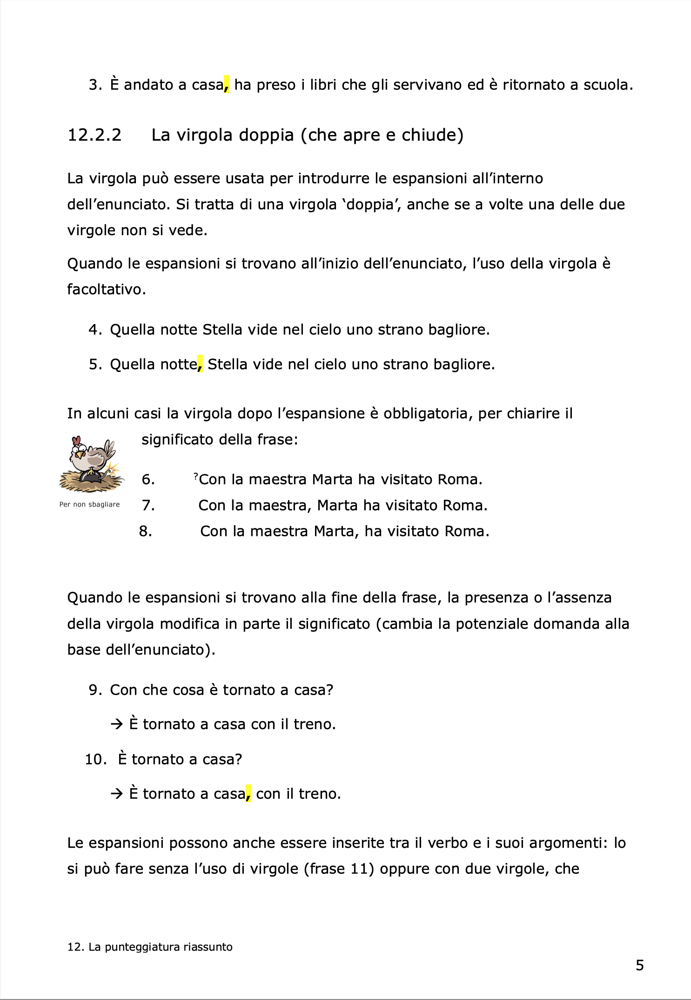 3. È andato a casa, ha preso i libri che gli servivano ed è ritornato a scuola.
12.2.2 La virgola doppia (che apre e chiude)
La virgola può essere usata per introdurre le espansioni all’interno
dell’enunciato. Si tratta di una virgola ‘doppia’, anche se a volte una delle due
virgole non si vede.
Quando le espansioni si trovano all’inizio dell’enunciato, l’uso della virgola è
facoltativo.
4. Quella notte Stella vide nel cielo uno strano bagliore.
5. Quella notte, Stella vide nel cielo uno strano bagliore.
In alcuni casi la virgola dopo l’espansione è obbligatoria, per chiarire il
significato della frase:
6. ?Con la maestra Marta ha visitato Roma.
Per non sbagliare
7. Con la maestra, Marta ha visitato Roma.
8. Con la maestra Marta, ha visitato Roma.
Quando le espansioni si trovano alla fine della frase, la presenza o l’assenza
della virgola modifica in parte il significato (cambia la potenziale domanda alla
base dell’enunciato).
9. Con che cosa è tornato a casa?
→ È tornato a casa con il treno.
10. È tornato a casa?
→ È tornato a casa, con il treno.
Le espansioni possono anche essere inserite tra il verbo e i suoi argomenti: lo
si può fare senza l’uso di virgole (frase 11) oppure con due virgole, che
12. La punteggiatura riassunto
5